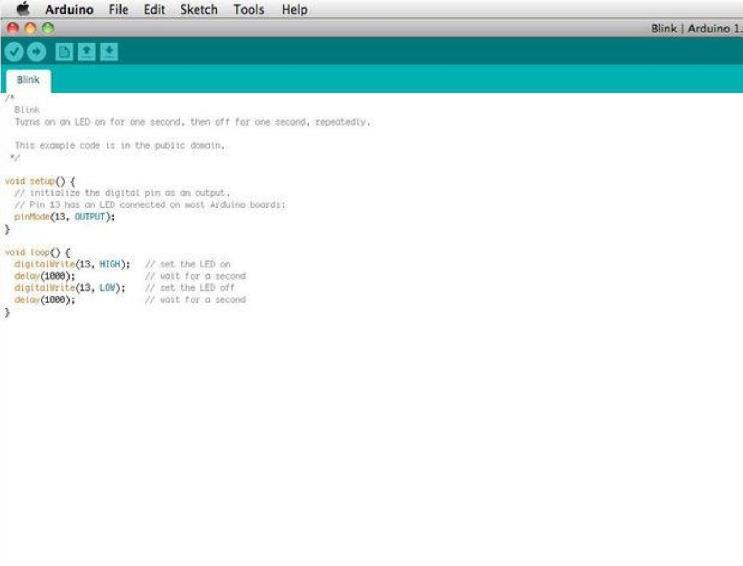 Arduino File Edit Sketch Tools Help
Blink | Arduino 1.
Blink
/*
  Blink
  Turns on an LED on for one second, then off for one second, repeatedly.

  This example code is in the public domain.
 */

void setup() {
  // initialize the digital pin as an output.
  // Pin 13 has an LED connected on most Arduino boards:
  pinMode(13, OUTPUT);
}

void loop() {
  digitalWrite(13, HIGH);   // set the LED on
  delay(1000);              // wait for a second
  digitalWrite(13, LOW);    // set the LED off
  delay(1000);              // wait for a second
}